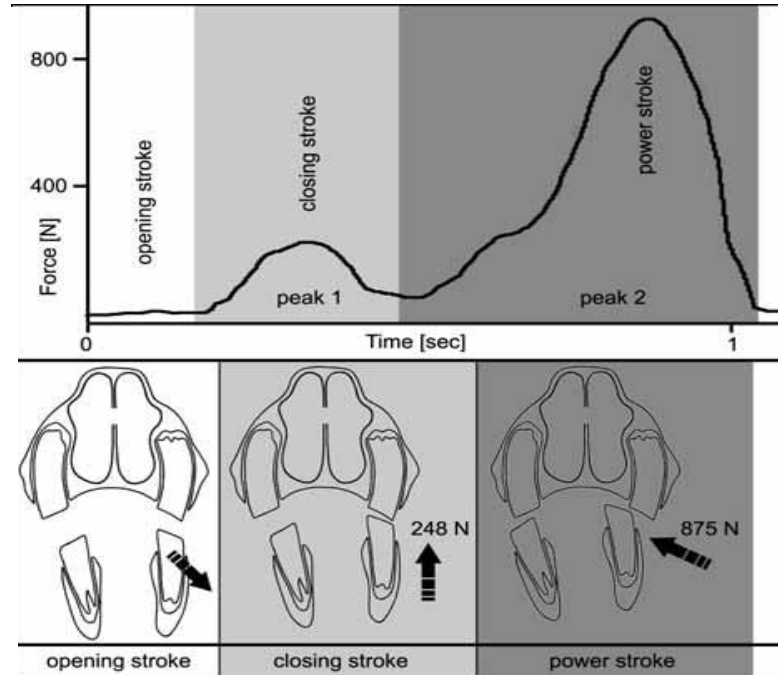 800
400
Force [N]
opening stroke
closing stroke
power stroke
peak 1
peak 2
0
Time [sec]
1
248 N
875 N
opening stroke
closing stroke
power stroke